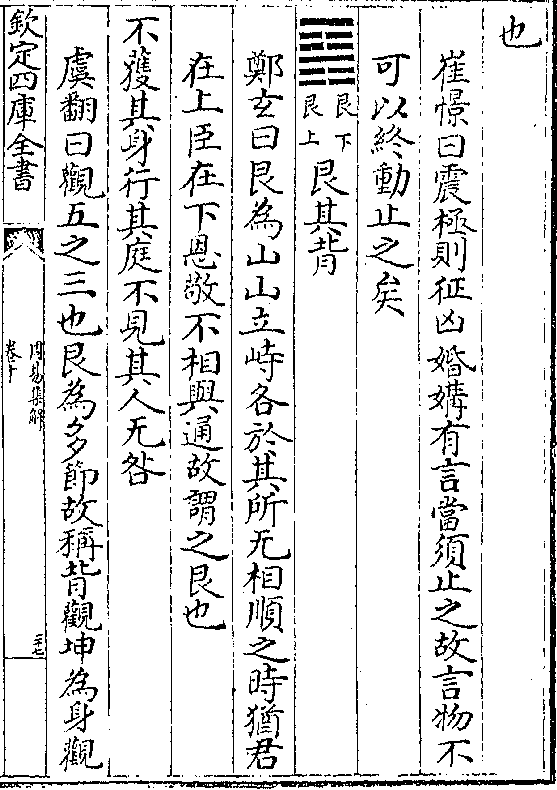 也
崔憬曰震極則征凶婚媾有言當須止之故言物不
可以終動止之矣
艮下
艮上
艮其背
鄭玄曰艮為山山立峙各於其所无相順之時猶君
在上臣在下恩敬不相與通故謂之艮也
不獲其身行其庭不見其人无咎
虞翻曰觀五之三也艮為多節故稱背觀坤為身觀
欽定四庫全書
周易集解
卷十
三十七